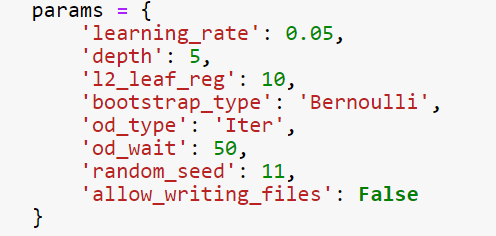 params = {
    'learning_rate': 0.05,
    'depth': 5,
    'l2_leaf_reg': 10,
    'bootstrap_type': 'Bernoulli',
    'od_type': 'Iter',
    'od_wait': 50,
    'random_seed': 11,
    'allow_writing_files': False
}